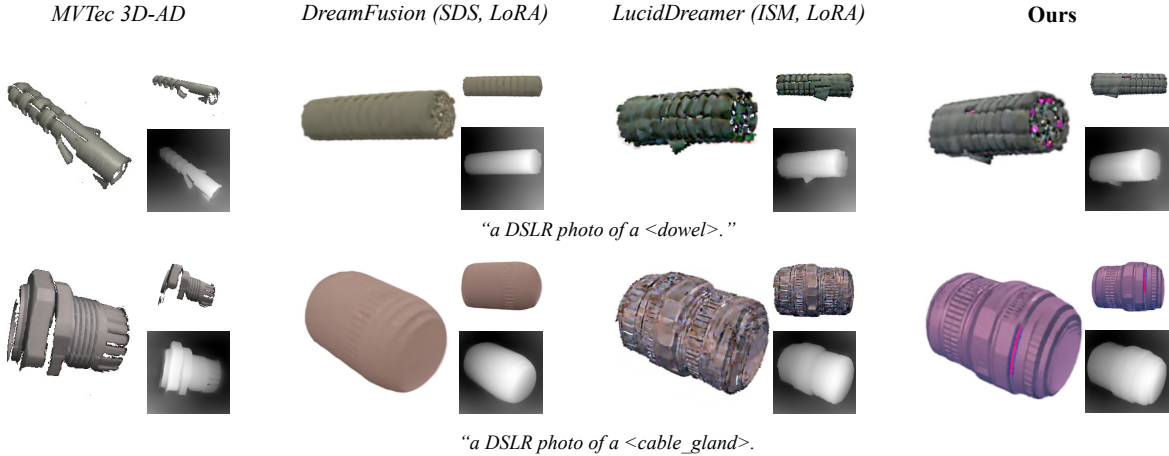 MVTec 3D-AD DreamFusion (SDS, LoRA) LucidDreamer (ISM, LoRA) Ours
“a DSLR photo of a <dowel>.”
“a DSLR photo of a <cable_gland>.